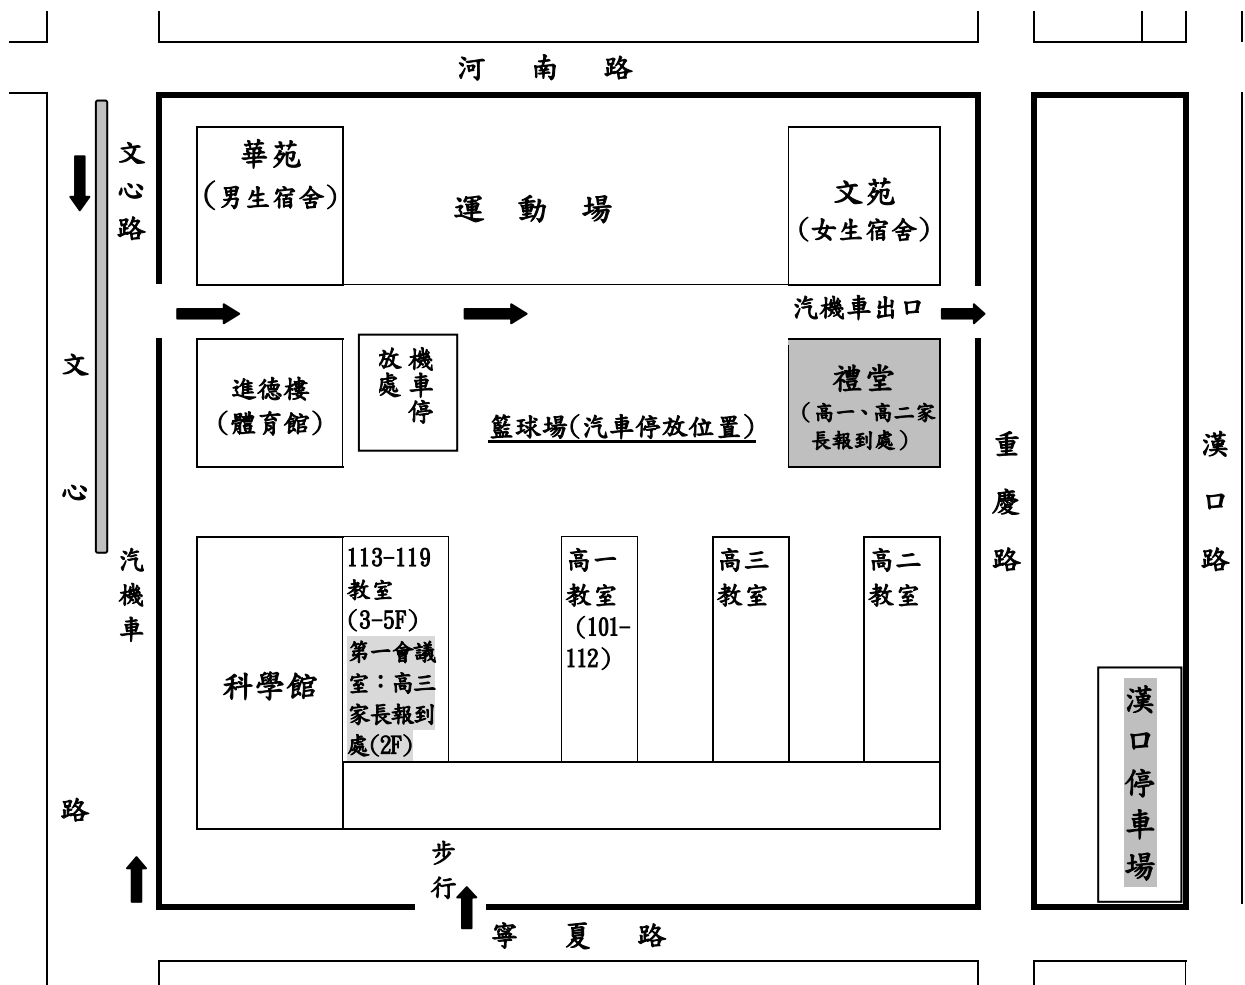 河南路
文心路
華苑
(男生宿舍)
運動場
文苑
(女生宿舍)
汽機車出口
文心路
進德樓
(體育館)
機車停
放處
籃球場(汽車停放位置)
禮堂
(高一、高二家
長報到處)
重慶路
漢口路
汽機車
科學館
113-119
教室
(3-5F)
第一會議
室：高三
家長報到
處(2F)
高一
教室
(101-
112)
高三
教室
高二
教室
漢口停車場
步行
寧夏路